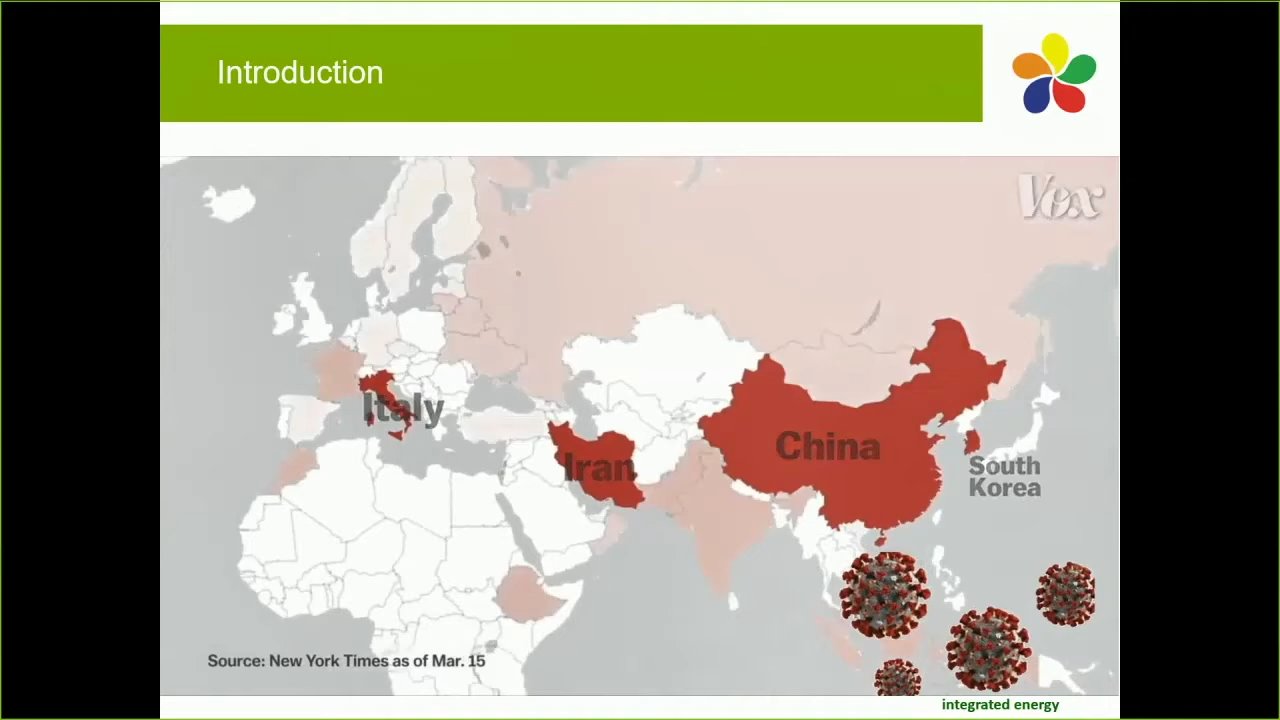 Introduction
Vox
Italy
Iran
China
South
Korea
Source: New York Times as of Mar. 15
integrated energy